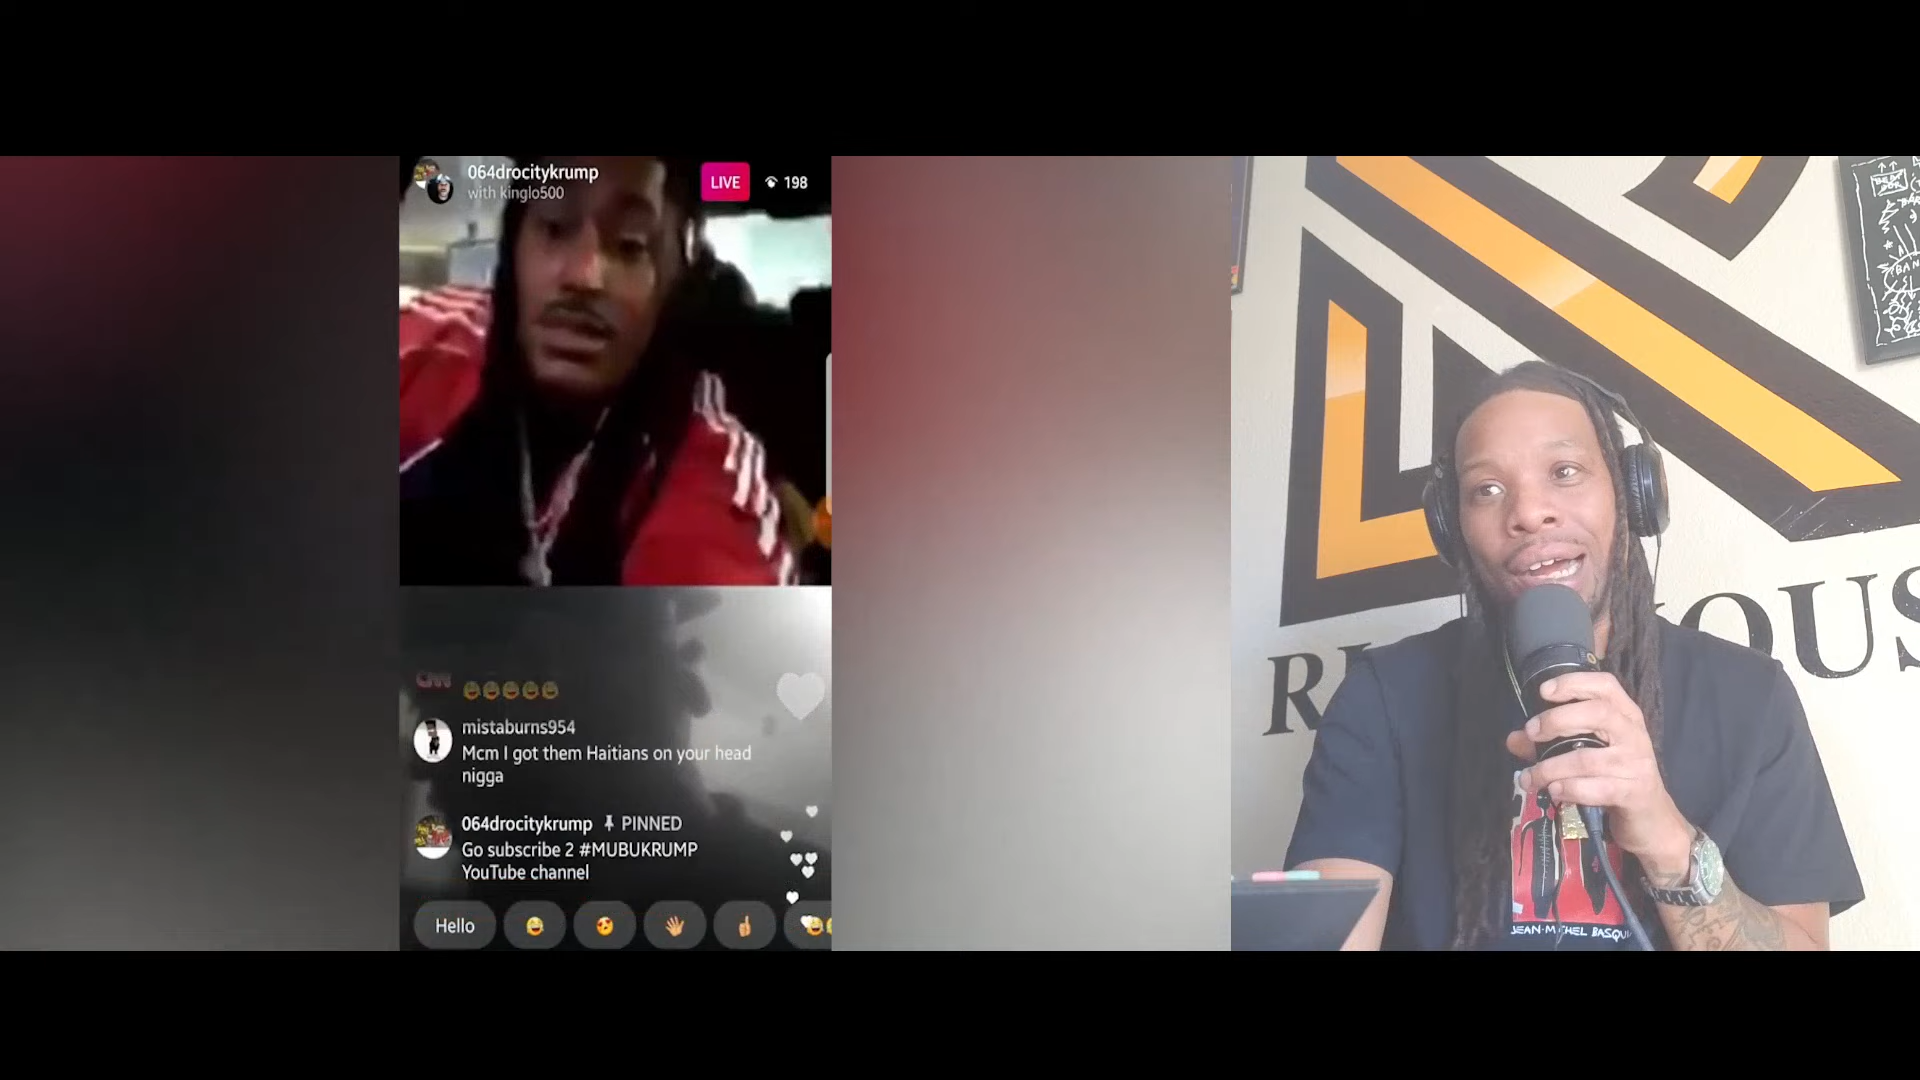 064drocitykrump
with kinglo500
LIVE
198
mistaburns954
Mcm I got them Haitians on your head
nigga
064drocitykrump PINNED
Go subscribe 2 #MUBUKRUMP
YouTube channel
Hello
JEAN-MICHEL BASQUI